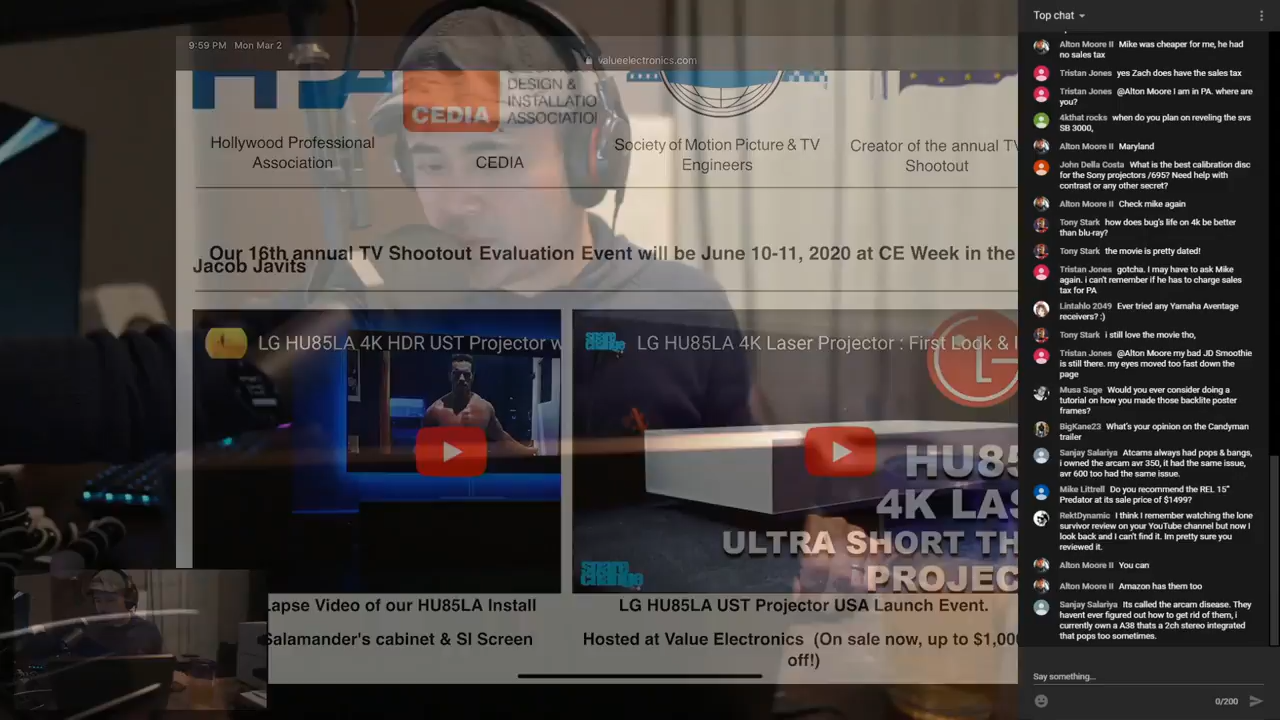 9:59 PM Mon Mar 2
valueelectronics.com
CEDIA
DESIGN &
INSTALLATIO
ASSOCIATION
Hollywood Professional
Association
CEDIA
Society of Motion Picture & TV
Engineers
Creator of the annual TV
Shootout
Our 16th annual TV Shootout Evaluation Event will be June 10-11, 2020 at CE Week in the
Jacob Javits
LG HU85LA 4K HDR UST Projector w
LG HU85LA 4K Laser Projector : First Look & I
HU85
4K LAS
ULTRA SHORT TH
PROJEC
spare
change
lapse Video of our HU85LA Install
Salamander's cabinet & SI Screen
LG HU85LA UST Projector USA Launch Event.
Hosted at Value Electronics (On sale now, up to $1,000
off!)
Top chat
Alton Moore II Mike was cheaper for me, he had
no sales tax
Tristan Jones yes Zach does have the sales tax
Tristan Jones @Alton Moore I am in PA. where are
you?
4kthat rocks when do you plan on reveling the svs
SB 3000,
Alton Moore II Maryland
John Della Costa What is the best calibration disc
for the Sony projectors /695? Need help with
contrast or any other secret?
Alton Moore II Check mike again
Tony Stark how does bug's life on 4k be better
than blu-ray?
Tony Stark the movie is pretty dated!
Tristan Jones gotcha. I may have to ask Mike
again. i can't remember if he has to charge sales
tax for PA
Lintahlo 2049 Ever tried any Yamaha Aventage
receivers? :)
Tony Stark i still love the movie tho,
Tristan Jones @Alton Moore my bad JD Smoothie
is still there. my eyes moved too fast down the
page
Musa Sage Would you ever consider doing a
tutorial on how you made those backlite poster
frames?
BigKane23 What's your opinion on the Candyman
trailer
Sanjay Salariya Atcams always had pops & bangs,
i owned the arcam avr 350, it had the same issue,
avr 600 too had the same issue.
Mike Littrell Do you recommend the REL 15"
Predator at its sale price of $1499?
RektDynamic I think I remember watching the lone
survivor review on your YouTube channel but now I
look back and I can't find it. Im pretty sure you
reviewed it.
Alton Moore II You can
Alton Moore II Amazon has them too
Sanjay Salariya Its called the arcam disease. They
havent ever figured out how to get rid of them, i
currently own a A38 thats a 2ch stereo integrated
that pops too sometimes.
Say something...
0/200